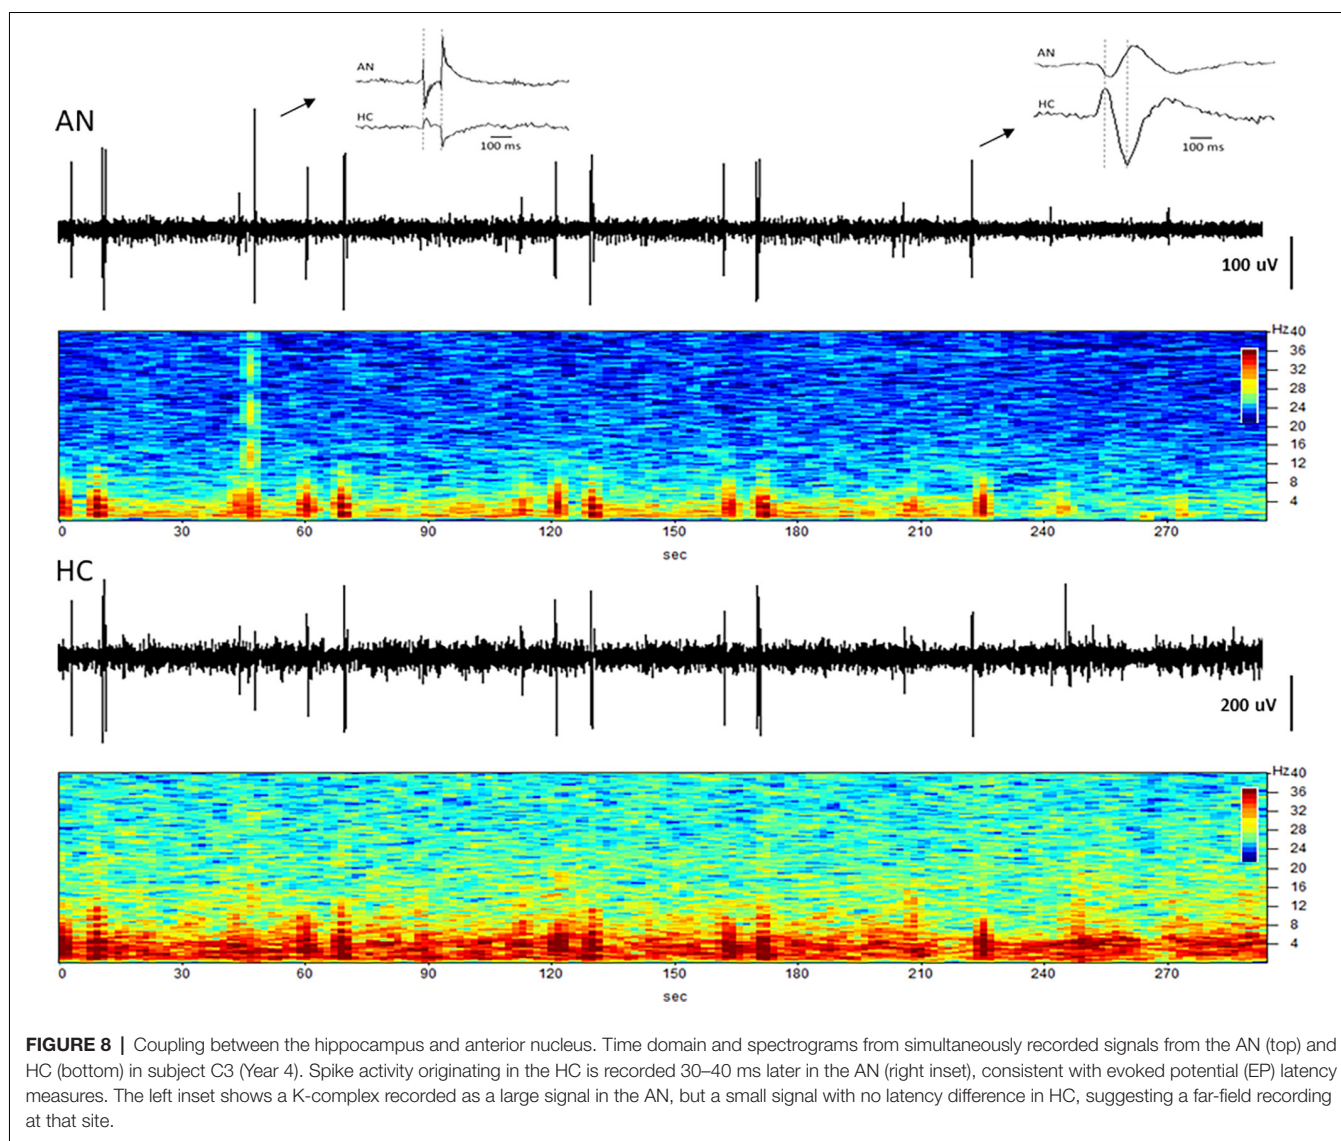 AN
HC
100 ms
AN
HC
100 ms
AN
100 uV
Hz 40
36
32
28
24
20
16
12
8
4
0 30 60 90 120 150 180 210 240 270
sec
HC
200 uV
Hz 40
36
32
28
24
20
16
12
8
4
0 30 60 90 120 150 180 210 240 270
sec
FIGURE 8 | Coupling between the hippocampus and anterior nucleus. Time domain and spectrograms from simultaneously recorded signals from the AN (top) and
HC (bottom) in subject C3 (Year 4). Spike activity originating in the HC is recorded 30–40 ms later in the AN (right inset), consistent with evoked potential (EP) latency
measures. The left inset shows a K-complex recorded as a large signal in the AN, but a small signal with no latency difference in HC, suggesting a far-field recording
at that site.